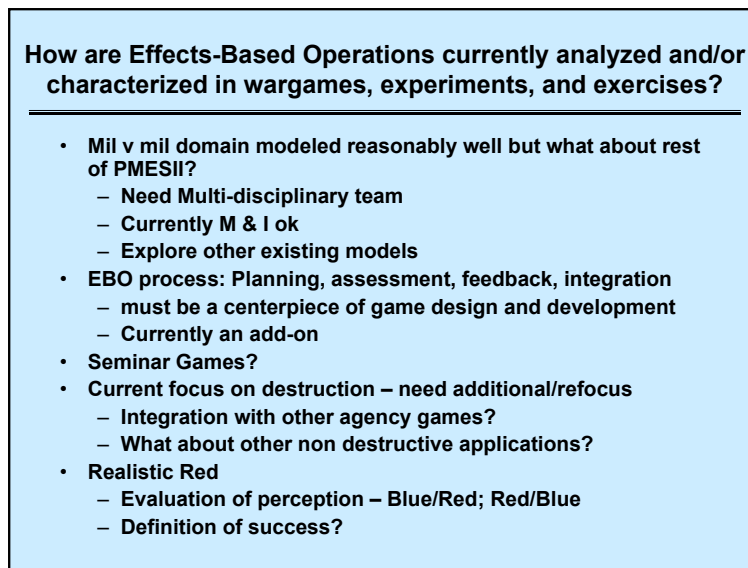 How are Effects-Based Operations currently analyzed and/or
characterized in wargames, experiments, and exercises?
• Mil v mil domain modeled reasonably well but what about rest
of PMESII?
– Need Multi-disciplinary team
– Currently M & I ok
– Explore other existing models
• EBO process: Planning, assessment, feedback, integration
– must be a centerpiece of game design and development
– Currently an add-on
• Seminar Games?
• Current focus on destruction – need additional/refocus
– Integration with other agency games?
– What about other non destructive applications?
• Realistic Red
– Evaluation of perception – Blue/Red; Red/Blue
– Definition of success?